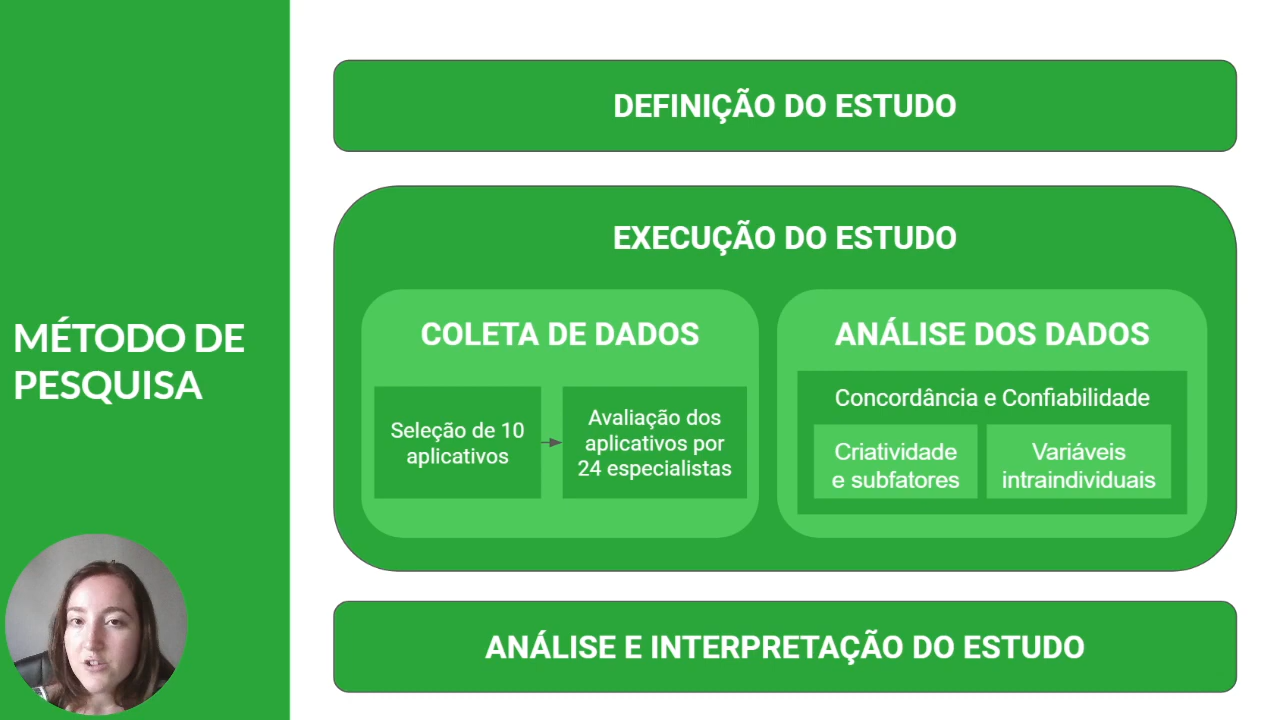 MÉTODO DE
PESQUISA
DEFINIÇÃO DO ESTUDO
EXECUÇÃO DO ESTUDO
COLETA DE DADOS
Seleção de 10
aplicativos
Avaliação dos
aplicativos por
24 especialistas
ANÁLISE DOS DADOS
Concordância e Confiabilidade
Criatividade
e subfatores
Variáveis
intraindividuais
ANÁLISE E INTERPRETAÇÃO DO ESTUDO